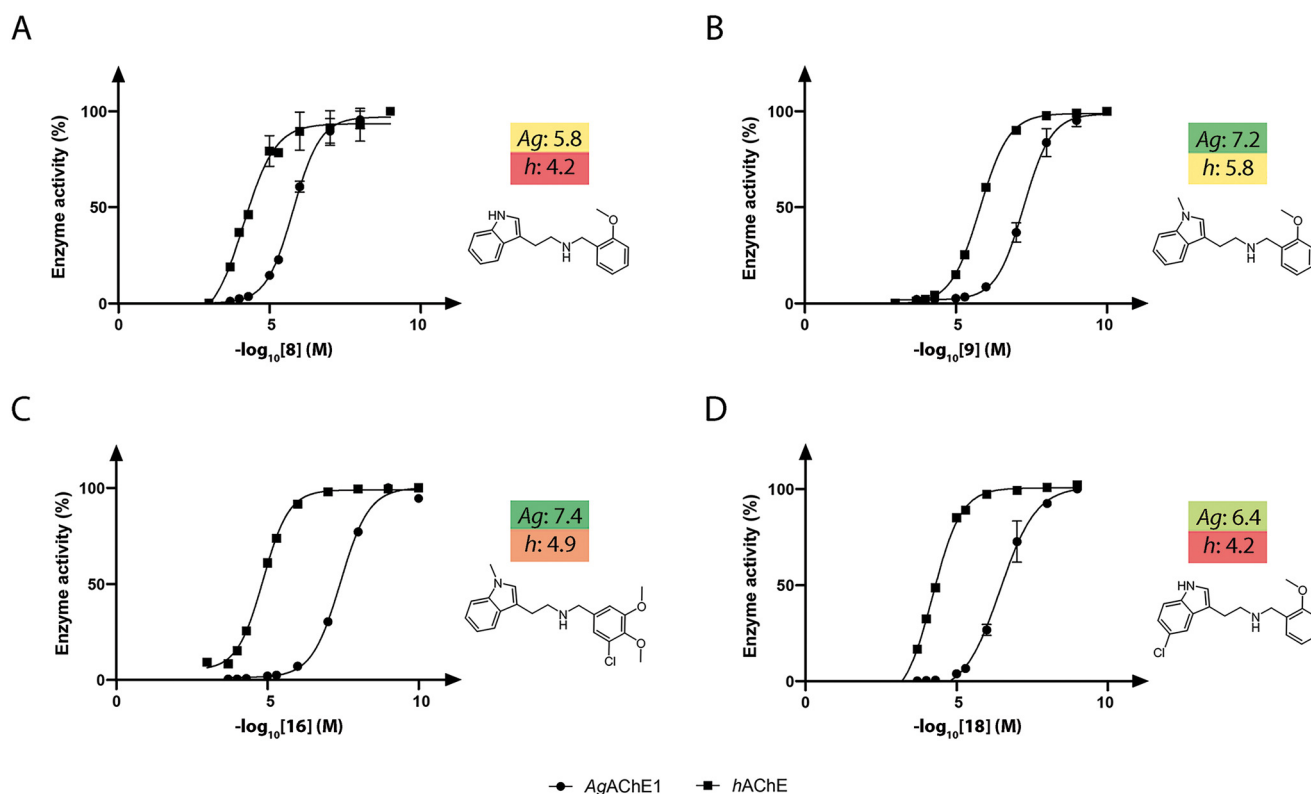 A
Enzyme activity (%)
100
50
0
0
5
10
-log₁₀[8] (M)
Ag: 5.8
h: 4.2
HN
N
H
O
B
Enzyme activity (%)
100
50
0
0
5
10
-log₁₀[9] (M)
Ag: 7.2
h: 5.8
N
N
H
O
C
Enzyme activity (%)
100
50
0
0
5
10
-log₁₀[16] (M)
Ag: 7.4
h: 4.9
N
N
H
O
O
Cl
D
Enzyme activity (%)
100
50
0
0
5
10
-log₁₀[18] (M)
Ag: 6.4
h: 4.2
HN
Cl
N
H
O
AgAChE1 hAChE